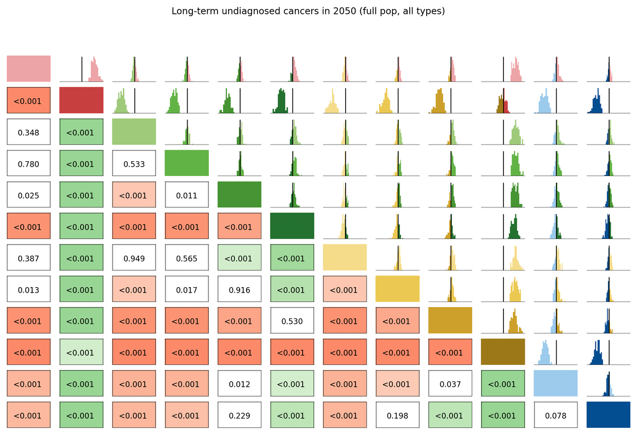 Long-term undiagnosed cancers in 2050 (full pop, all types)
<0.001
0.348 <0.001
0.780 <0.001 0.533
0.025 <0.001 <0.001 0.011
<0.001 <0.001 <0.001 <0.001 <0.001
0.387 <0.001 0.949 0.565 <0.001 <0.001
0.013 <0.001 <0.001 0.017 0.916 <0.001 <0.001
<0.001 <0.001 <0.001 <0.001 <0.001 0.530 <0.001 <0.001
<0.001 <0.001 <0.001 <0.001 <0.001 <0.001 <0.001 <0.001 <0.001
<0.001 <0.001 <0.001 <0.001 0.012 <0.001 <0.001 <0.001 0.037 <0.001
<0.001 <0.001 <0.001 <0.001 0.229 <0.001 <0.001 0.198 <0.001 <0.001 0.078